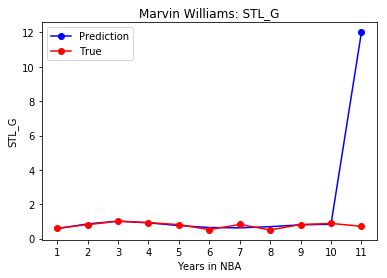 Marvin Williams: STL_G
Prediction
True
12
10
8
6
4
2
0
STL_G
1 2 3 4 5 6 7 8 9 10 11
Years in NBA